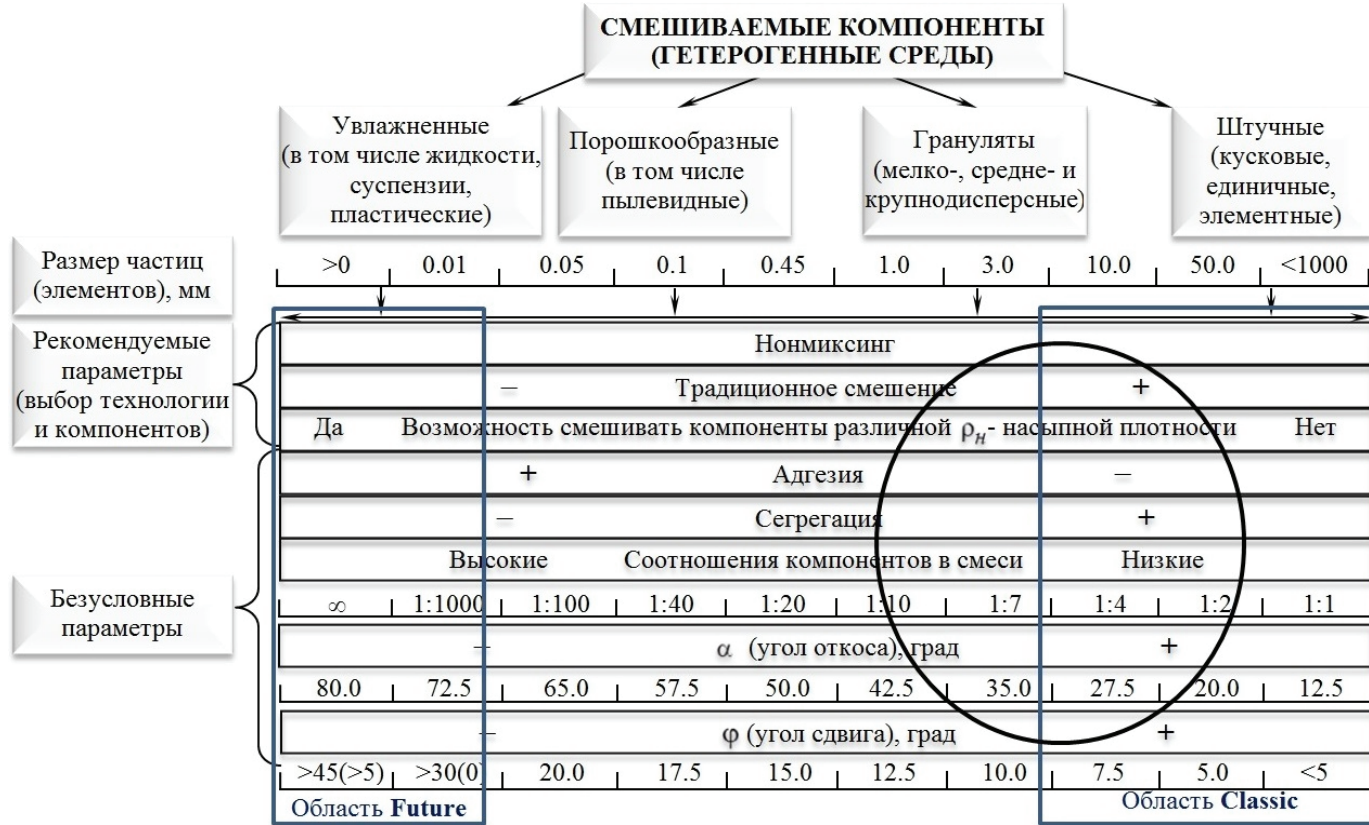 СМЕШИВАЕМЫЕ КОМПОНЕНТЫ
(ГЕТЕРОГЕННЫЕ СРЕДЫ)
Увлажненные
(в том числе жидкости,
суспензии,
пластические)
Порошкообразные
(в том числе
пылевидные)
Грануляты
(мелко-, средне- и
крупнодисперсные)
Штучные
(кусковые,
единичные,
элементные)
Размер частиц
(элементов), мм
>0 0.01 0.05 0.1 0.45 1.0 3.0 10.0 50.0 <1000
Рекомендуемые
параметры
(выбор технологии
и компонентов)
Нонмиксинг
– Традиционное смешение +
Да Возможность смешивать компоненты различной ρн- насыпной плотности Нет
Безусловные
параметры
+ Адгезия –
– Сегрегация +
Высокие Соотношения компонентов в смеси Низкие
∞ 1:1000 1:100 1:40 1:20 1:10 1:7 1:4 1:2 1:1
– α (угол откоса), град +
80.0 72.5 65.0 57.5 50.0 42.5 35.0 27.5 20.0 12.5
– φ (угол сдвига), град +
>45(>5) >30(0) 20.0 17.5 15.0 12.5 10.0 7.5 5.0 <5
Область Future
Область Classic